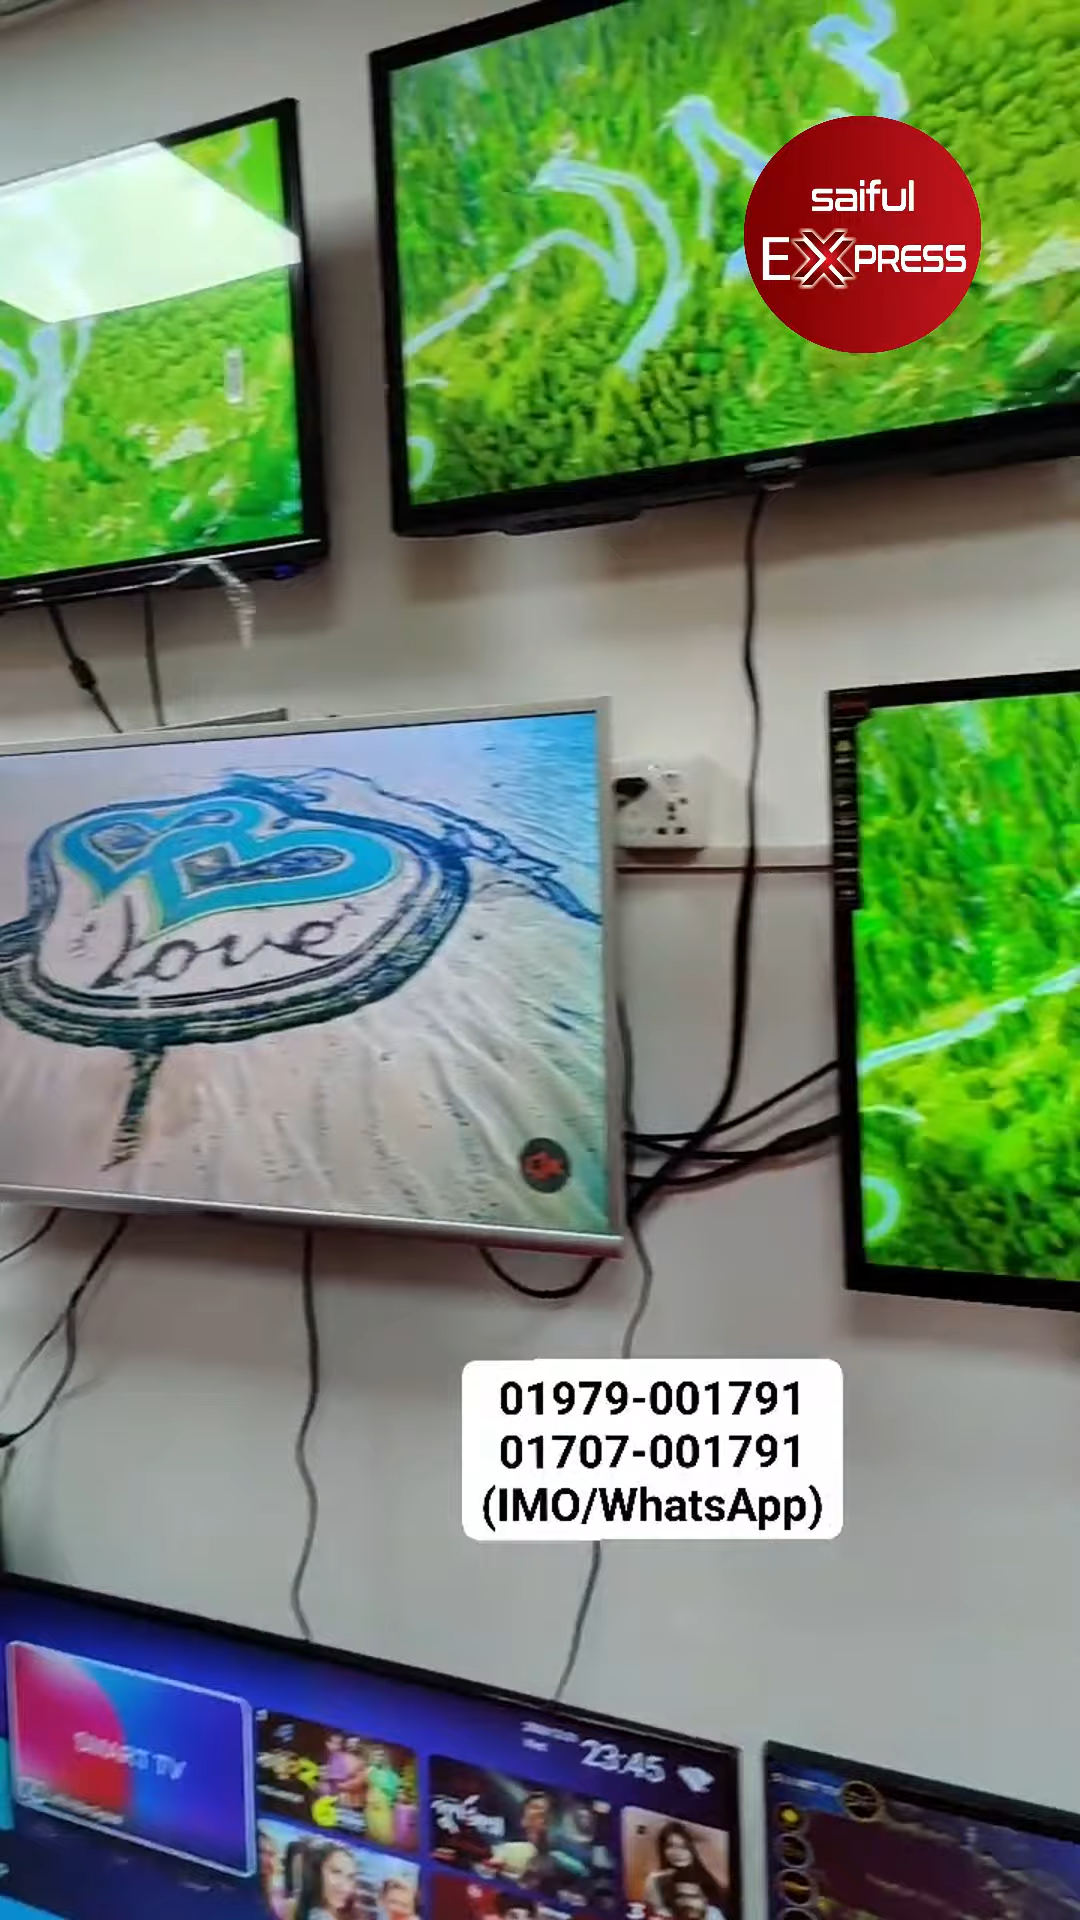 saiful
EXPRESS
Love
01979-001791
01707-001791
(IMO/WhatsApp)
SMART TV
23:45